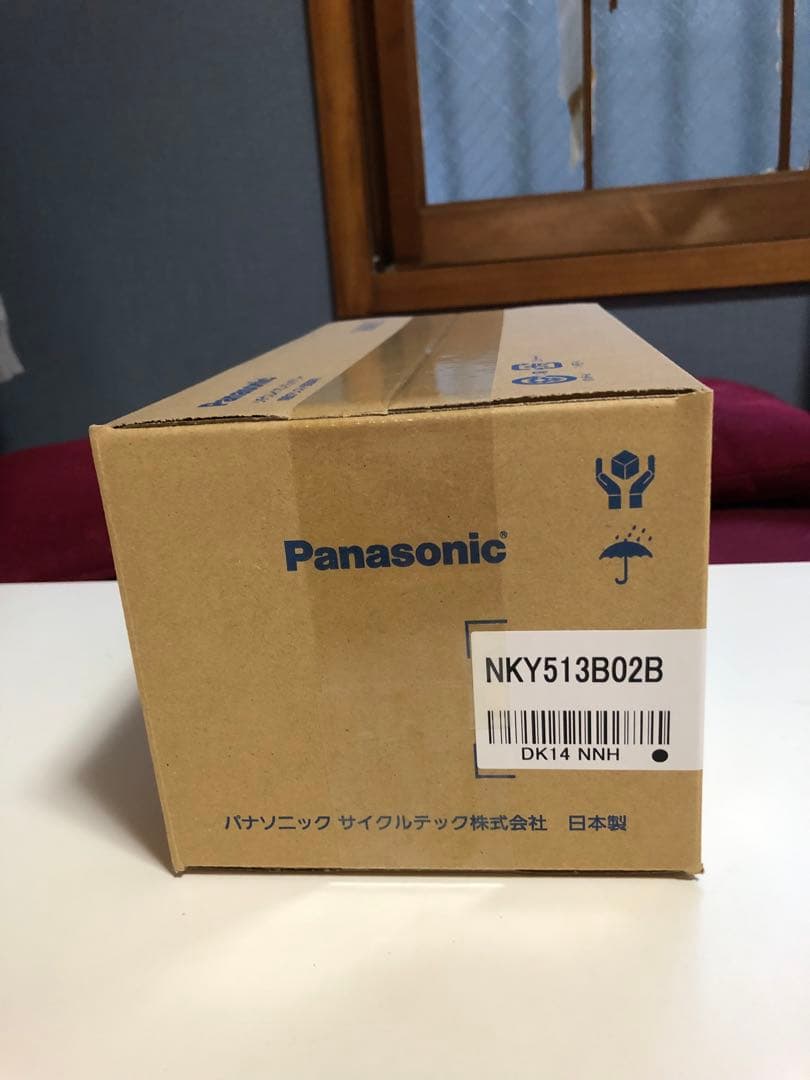 Panasonic
Panasonic
NKY513B02B
DK14 NNH
パナソニック サイクルテック株式会社 日本製